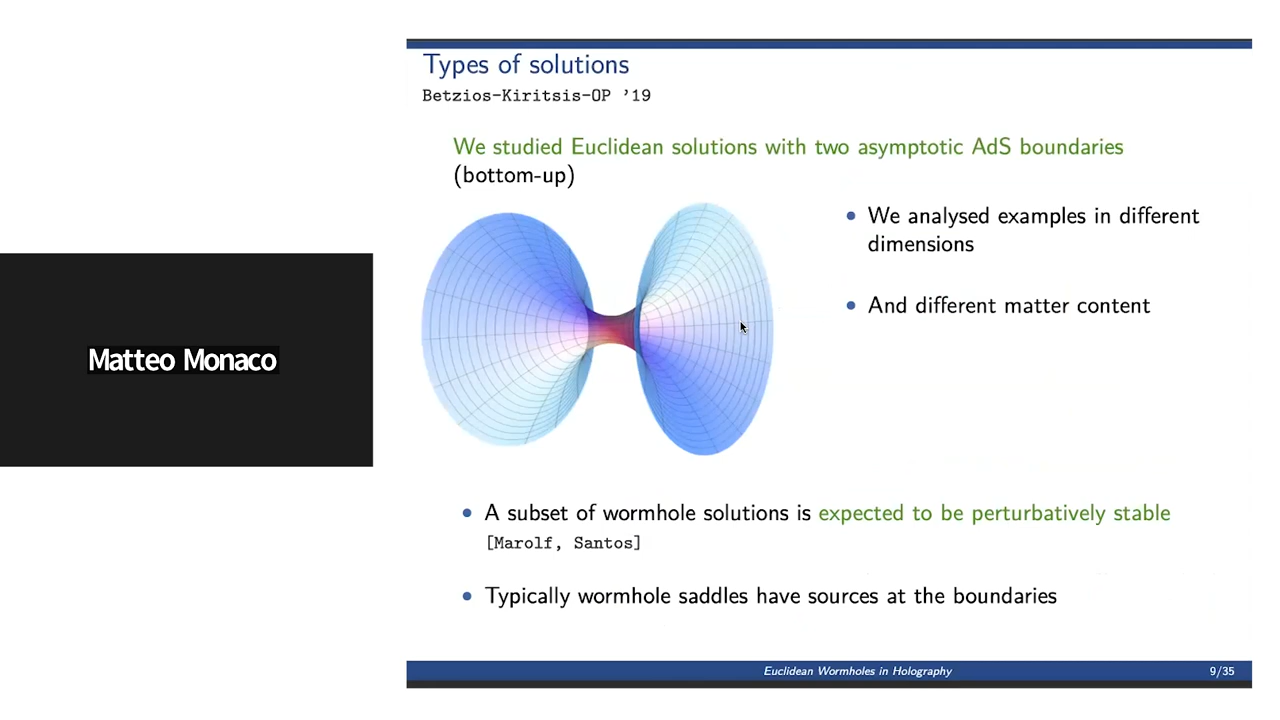 Types of solutions
Betzios-Kiritsis-OP '19
We studied Euclidean solutions with two asymptotic AdS boundaries
(bottom-up)
• We analysed examples in different
dimensions
• And different matter content
Matteo Monaco
• A subset of wormhole solutions is expected to be perturbatively stable
[Marolf, Santos]
• Typically wormhole saddles have sources at the boundaries
Euclidean Wormholes in Holography
9/35